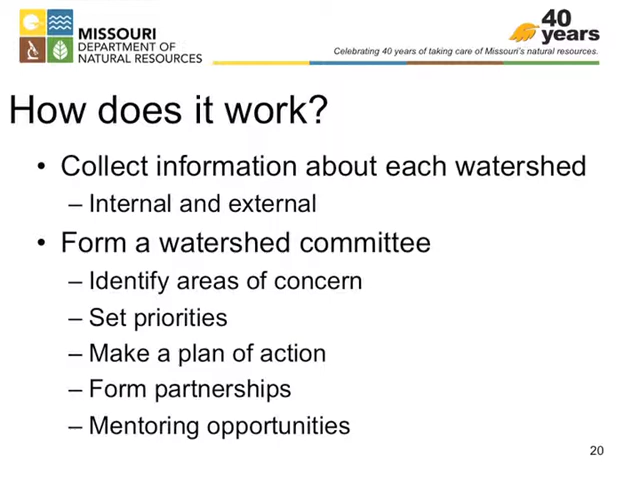 MISSOURI
DEPARTMENT OF
NATURAL RESOURCES
40
years
Celebrating 40 years of taking care of Missouri's natural resources.
How does it work?
• Collect information about each watershed
– Internal and external
• Form a watershed committee
– Identify areas of concern
– Set priorities
– Make a plan of action
– Form partnerships
– Mentoring opportunities
20